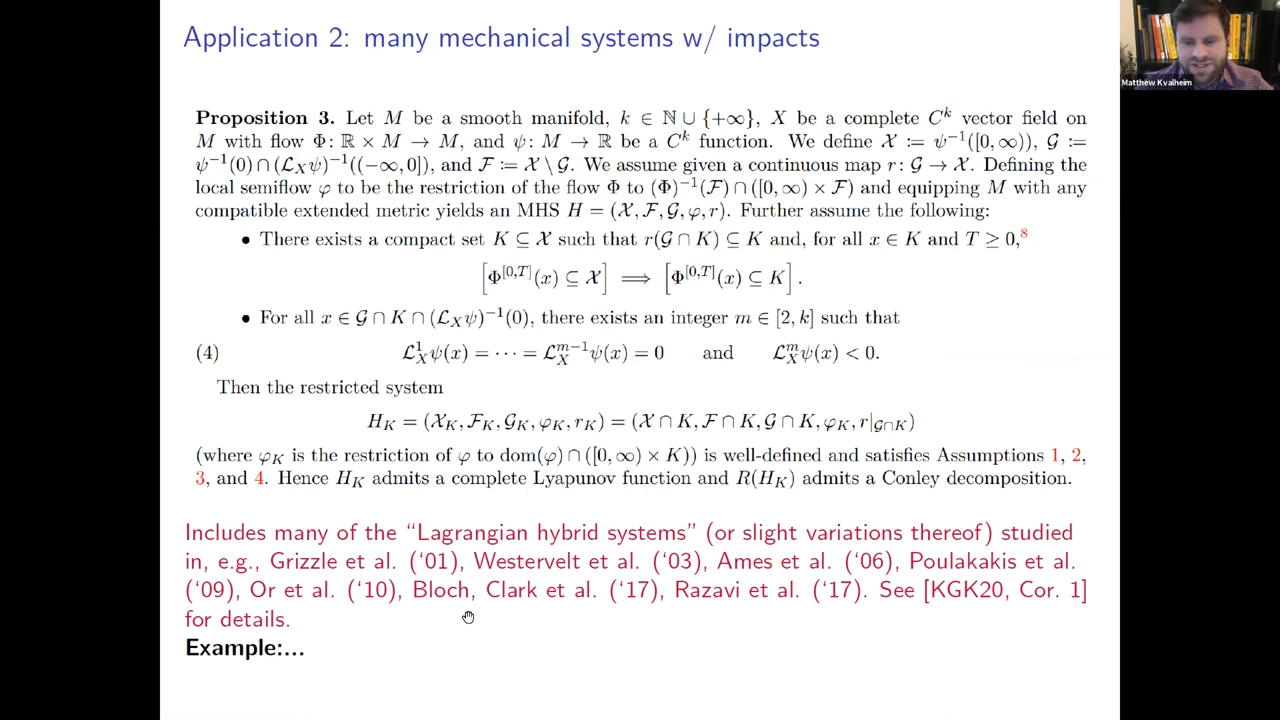 Application 2: many mechanical systems w/ impacts
Matthew Kvalheim
Proposition 3. Let M be a smooth manifold, k ∈ ℕ ∪ {+∞}, X be a complete Cᵏ vector field on
M with flow Φ: ℝ × M → M, and ψ: M → ℝ be a Cᵏ function. We define 𝒳 := ψ⁻¹([0, ∞)), 𝒢 :=
ψ⁻¹(0) ∩ (ℒ_Xψ)⁻¹((−∞, 0]), and ℱ := 𝒳 \ 𝒢. We assume given a continuous map r: 𝒢 → 𝒳. Defining the
local semiflow φ to be the restriction of the flow Φ to (Φ)⁻¹(ℱ) ∩ ([0, ∞) × ℱ) and equipping M with any
compatible extended metric yields an MHS H = (𝒳, ℱ, 𝒢, φ, r). Further assume the following:
• There exists a compact set K ⊆ 𝒳 such that r(𝒢 ∩ K) ⊆ K and, for all x ∈ K and T ≥ 0,⁸
[Φ^[0,T](x) ⊆ 𝒳] ⟹ [Φ^[0,T](x) ⊆ K].
• For all x ∈ 𝒢 ∩ K ∩ (ℒ_Xψ)⁻¹(0), there exists an integer m ∈ [2, k] such that
(4) ℒ¹_Xψ(x) = ··· = ℒ^{m−1}_Xψ(x) = 0 and ℒ^m_Xψ(x) < 0.
Then the restricted system
H_K = (𝒳_K, ℱ_K, 𝒢_K, φ_K, r_K) = (𝒳 ∩ K, ℱ ∩ K, 𝒢 ∩ K, φ_K, r|_{𝒢∩K})
(where φ_K is the restriction of φ to dom(φ) ∩ ([0, ∞) × K)) is well-defined and satisfies Assumptions 1, 2,
3, and 4. Hence H_K admits a complete Lyapunov function and R(H_K) admits a Conley decomposition.
Includes many of the “Lagrangian hybrid systems” (or slight variations thereof) studied
in, e.g., Grizzle et al. (‘01), Westervelt et al. (‘03), Ames et al. (‘06), Poulakakis et al.
(‘09), Or et al. (‘10), Bloch, Clark et al. (‘17), Razavi et al. (‘17). See [KGK20, Cor. 1]
for details.
Example:...